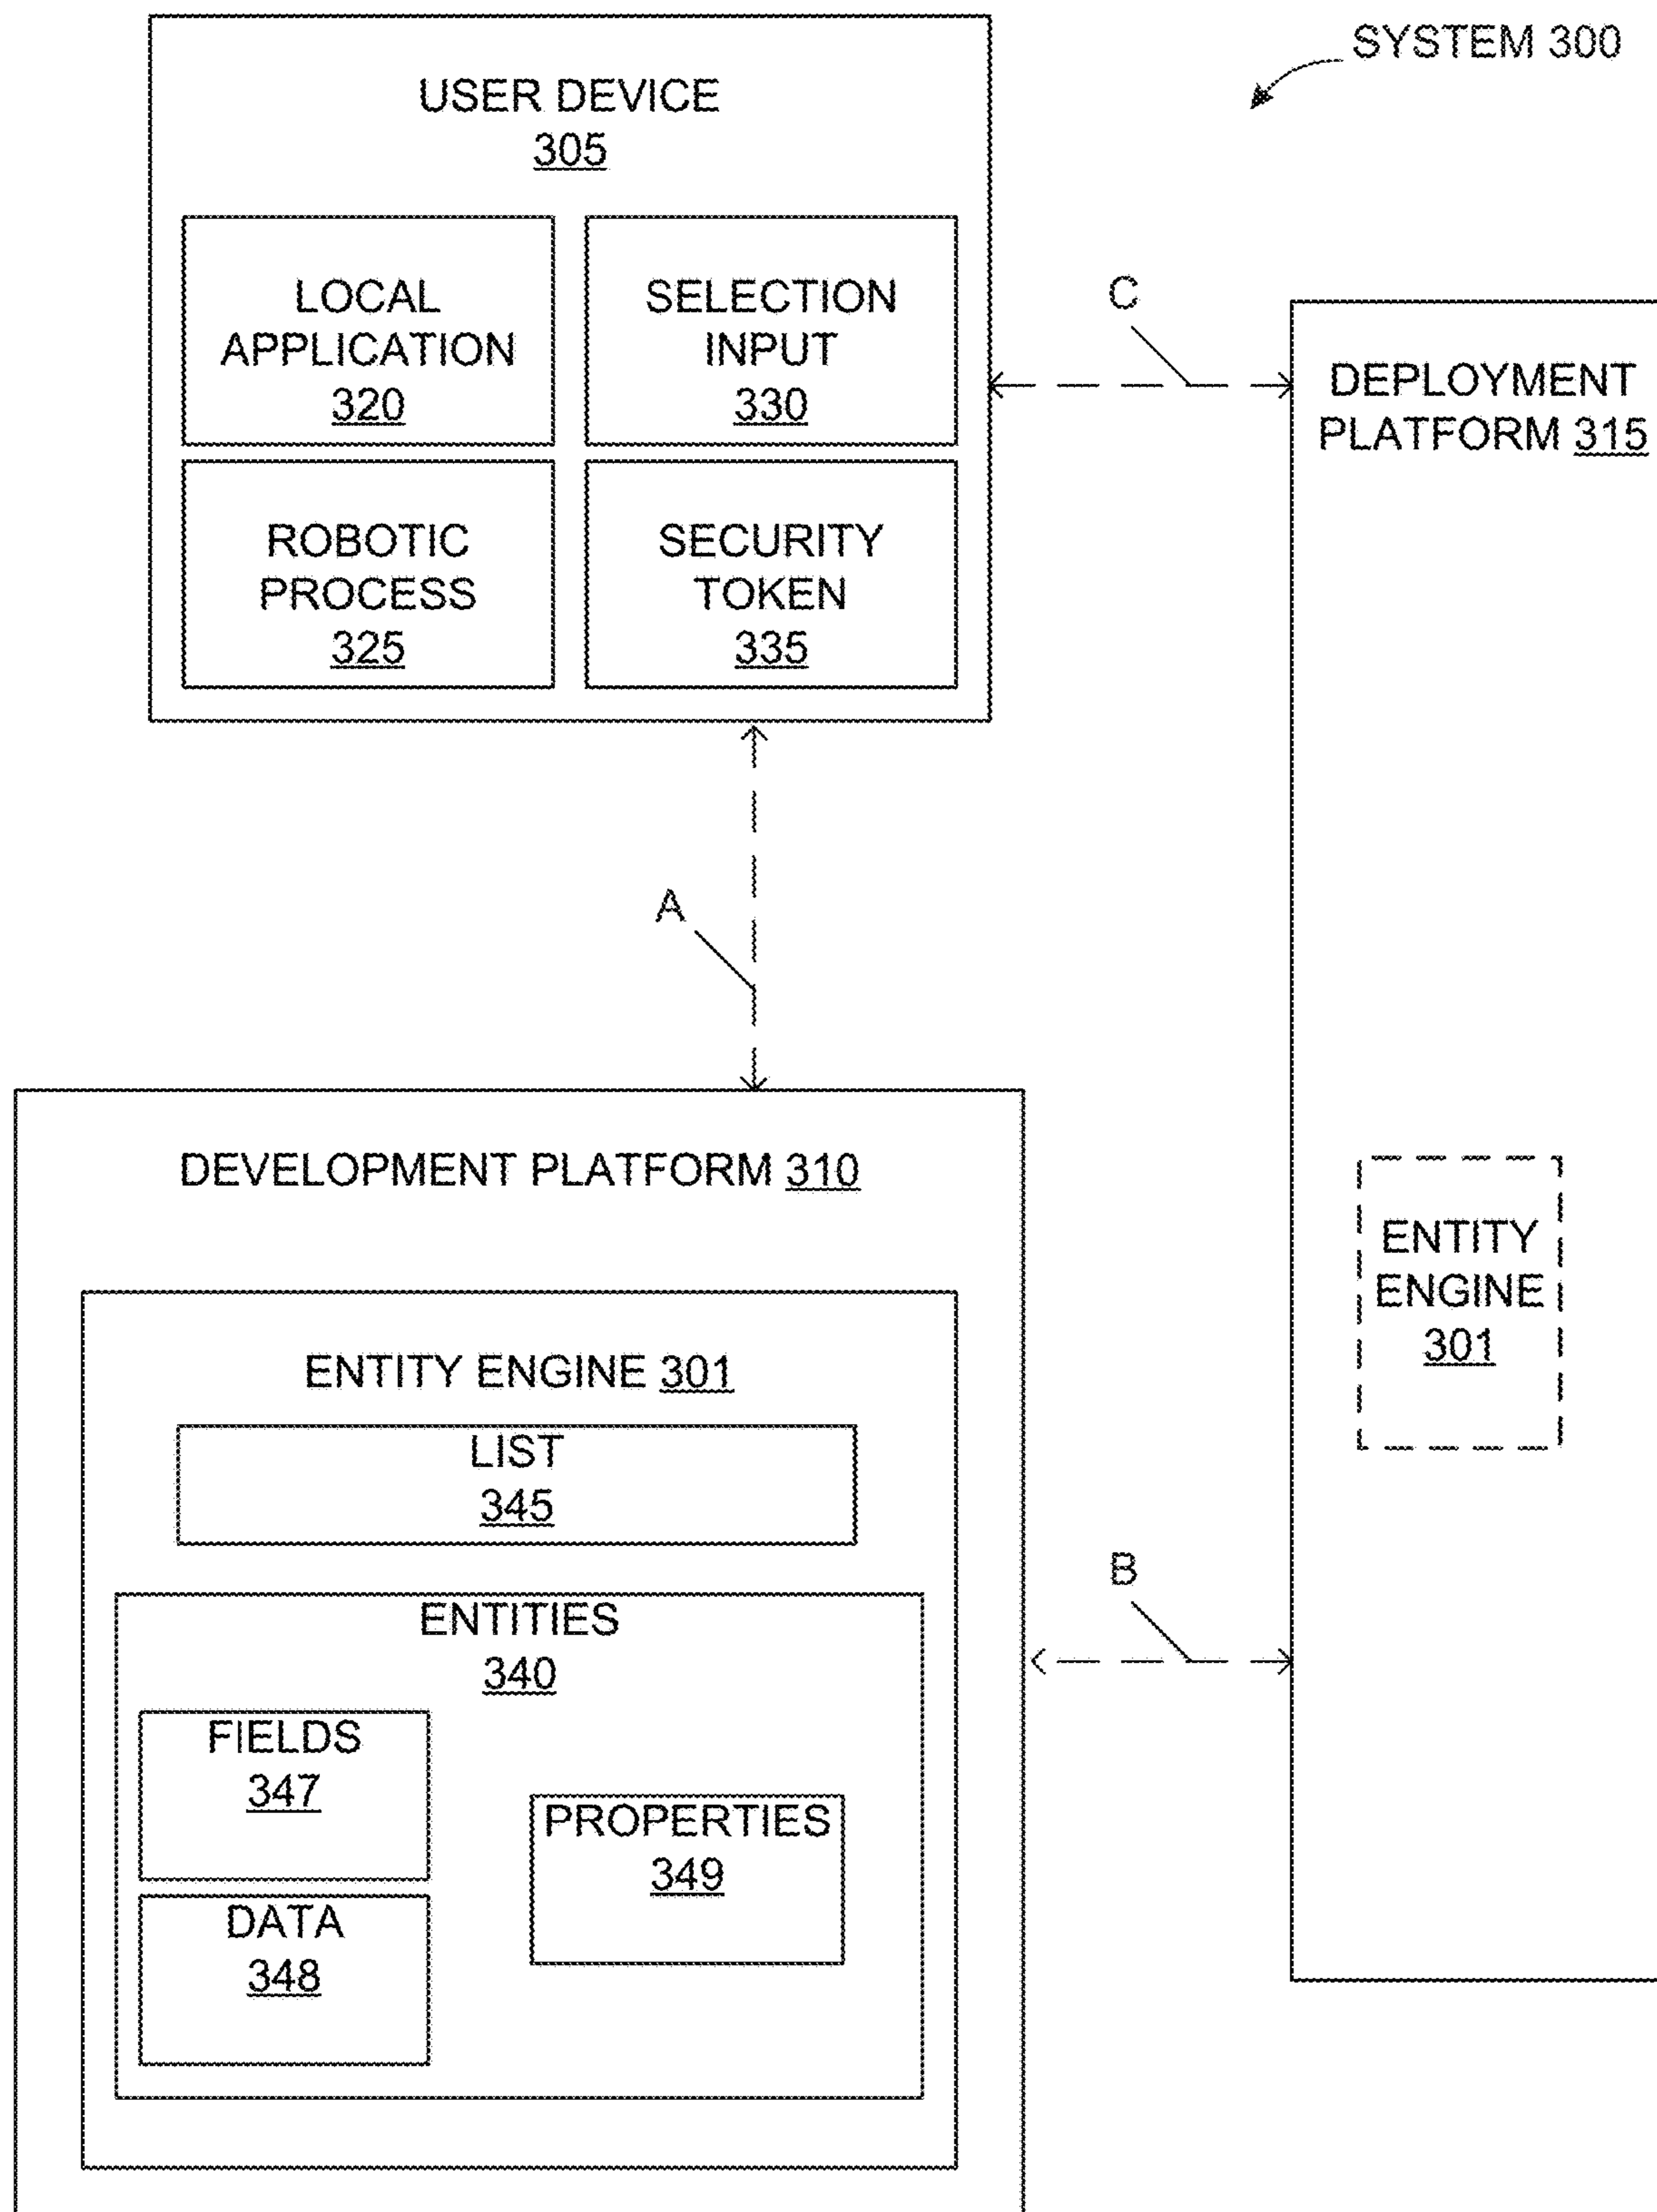 SYSTEM 300
USER DEVICE
305
LOCAL
APPLICATION
320
SELECTION
INPUT
330
ROBOTIC
PROCESS
325
SECURITY
TOKEN
335
C
DEPLOYMENT
PLATFORM 315
A
DEVELOPMENT PLATFORM 310
ENTITY ENGINE 301
LIST
345
ENTITIES
340
FIELDS
347
DATA
348
PROPERTIES
349
B
ENTITY
ENGINE
301